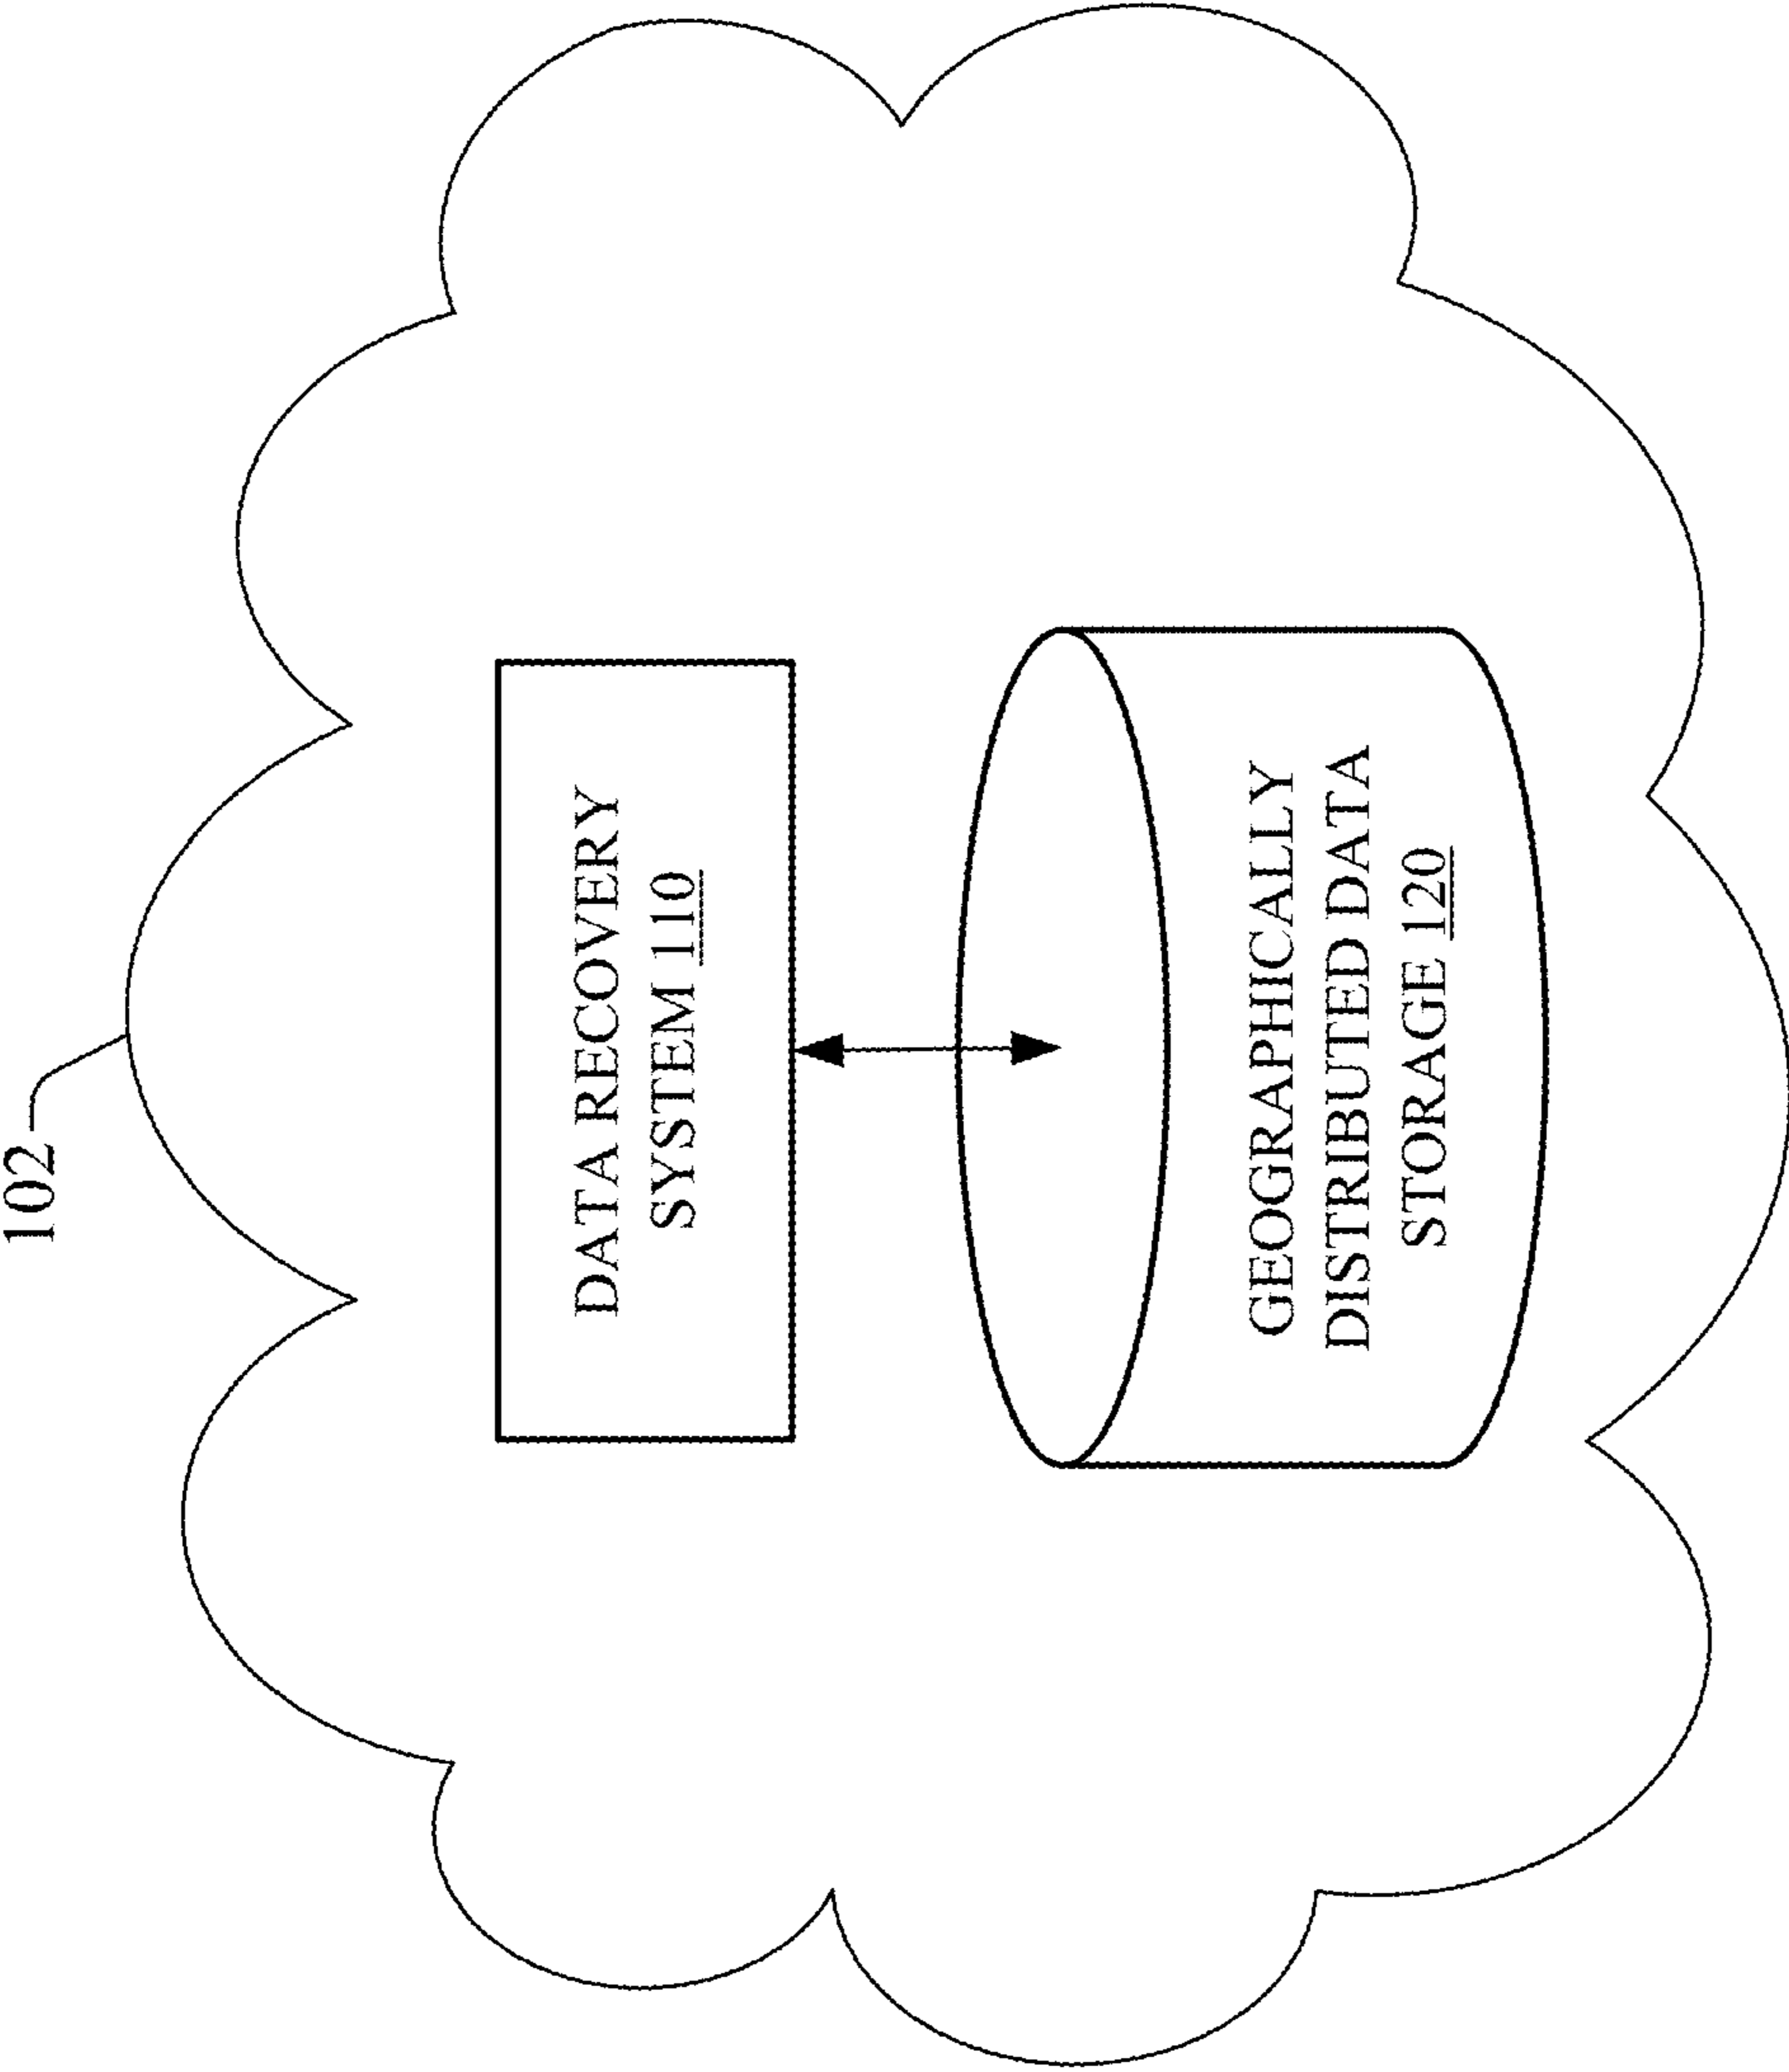 102
DATA RECOVERY
SYSTEM 110
GEOGRAPHICALLY
DISTRIBUTED DATA
STORAGE 120